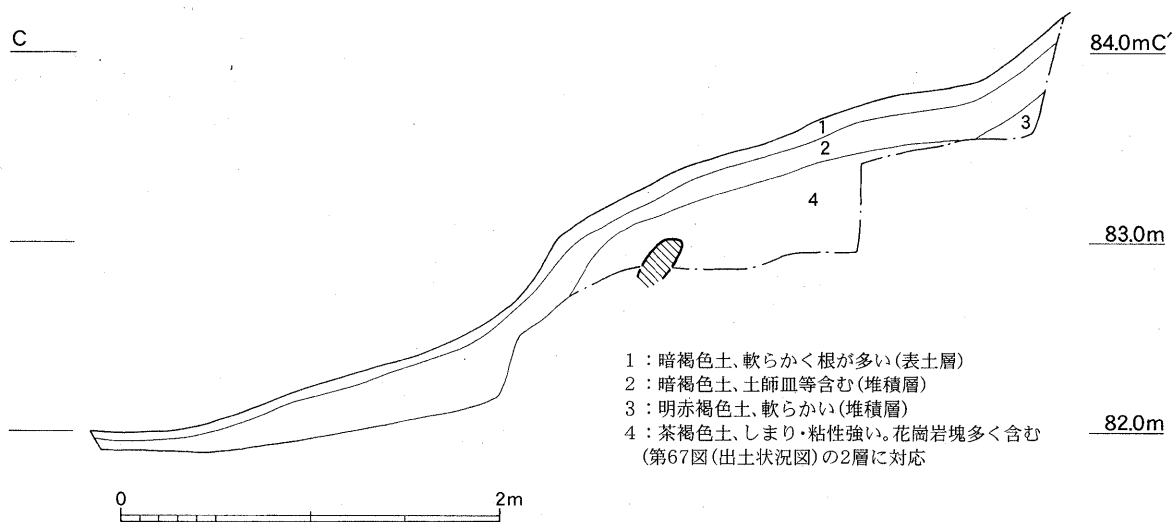 C
84.0mC′
1
2
3
4
83.0m
1：暗褐色土、軟らかく根が多い(表土層)
2：暗褐色土、土師皿等含む(堆積層)
3：明赤褐色土、軟らかい(堆積層)
4：茶褐色土、しまり・粘性強い。花崗岩塊多く含む
(第67図(出土状況図)の2層に対応
82.0m
0
2m